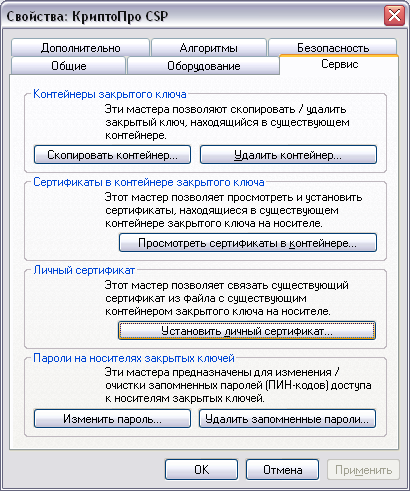 Свойства: КриптоПро CSP
Дополнительно Алгоритмы Безопасность
Общие Оборудование Сервис
Контейнеры закрытого ключа
Эти мастера позволяют скопировать / удалить
закрытый ключ, находящийся в существующем
контейнере.
Скопировать контейнер... Удалить контейнер...
Сертификаты в контейнере закрытого ключа
Этот мастер позволяет просмотреть и установить
сертификаты, находящиеся в существующем
контейнере закрытого ключа на носителе.
Просмотреть сертификаты в контейнере...
Личный сертификат
Этот мастер позволяет связать существующий
сертификат из файла с существующим
контейнером закрытого ключа на носителе.
Установить личный сертификат...
Пароли на носителях закрытых ключей
Эти мастера предназначены для изменения /
очистки запомненных паролей (ПИН-кодов) доступа
к носителям закрытых ключей.
Изменить пароль... Удалить запомненные пароли...
OK Отмена Применить